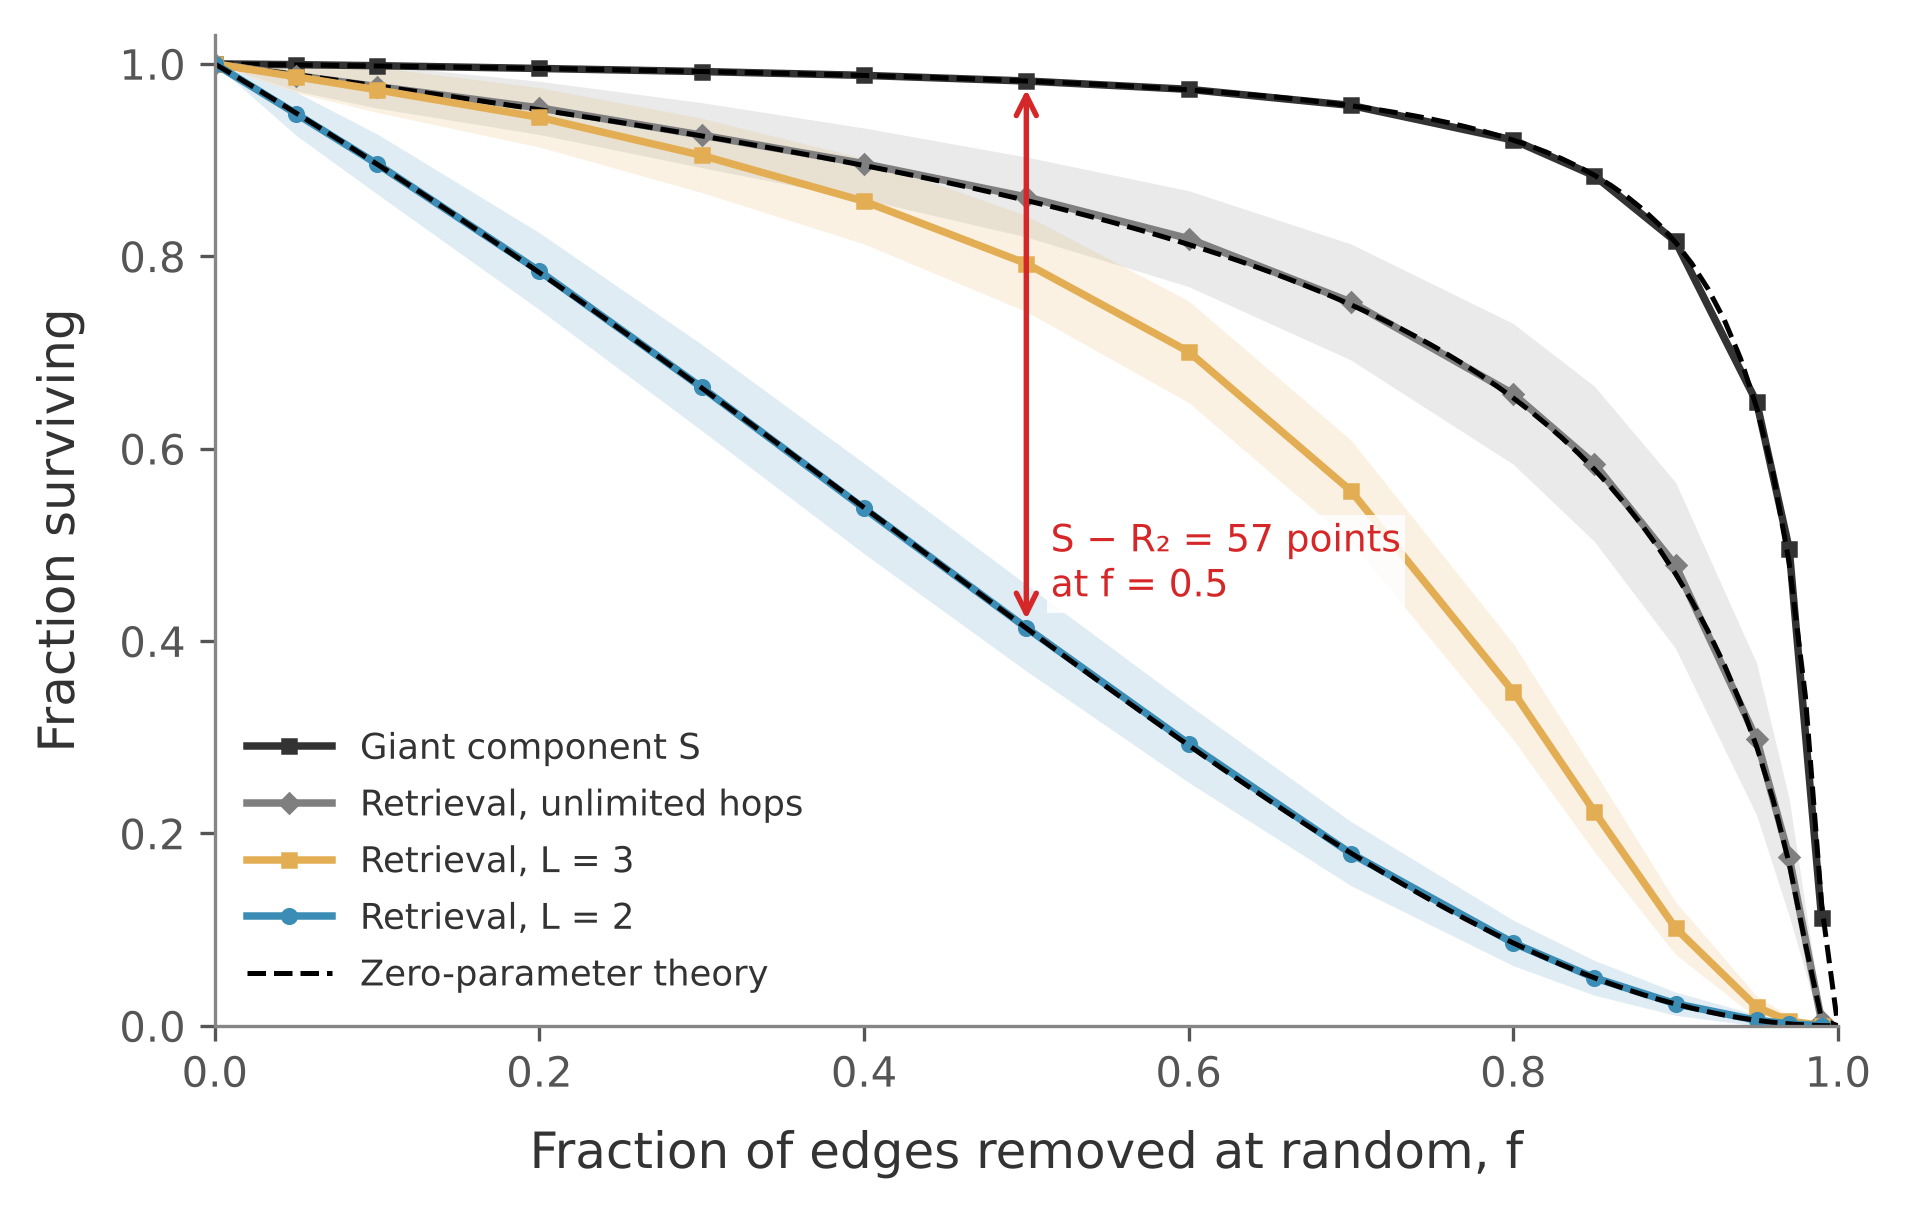 1.0
0.8
0.6
0.4
0.2
0.0
Fraction surviving
S − R₂ = 57 points
at f = 0.5
Giant component S
Retrieval, unlimited hops
Retrieval, L = 3
Retrieval, L = 2
Zero-parameter theory
0.0 0.2 0.4 0.6 0.8 1.0
Fraction of edges removed at random, f